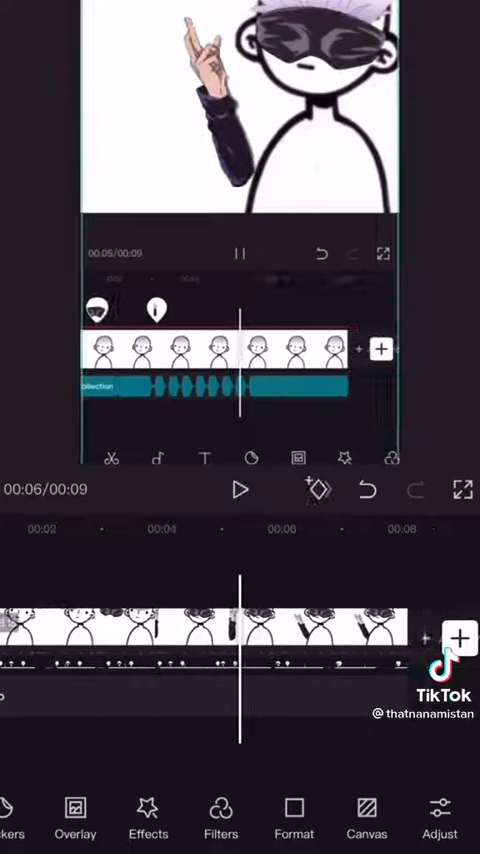 00:05/00:09
ollection
00:06/00:09
00:02
00:04
00:06
00:08
TikTok
@thatnanamistan
kers
Overlay
Effects
Filters
Format
Canvas
Adjust